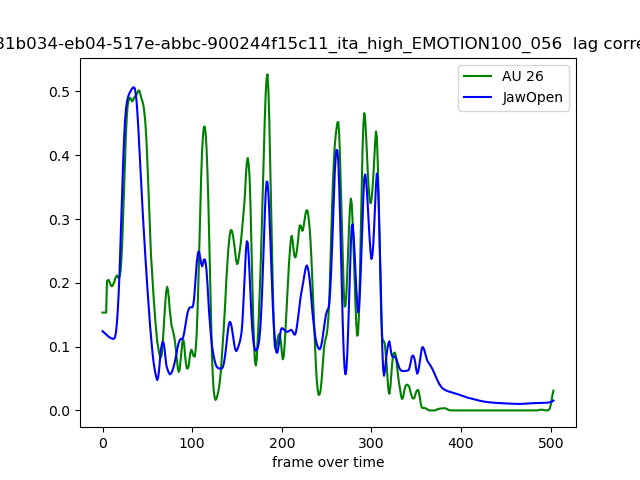 31b034-eb04-517e-abbc-900244f15c11_ita_high_EMOTION100_056 lag corre
AU 26
JawOpen
0.5
0.4
0.3
0.2
0.1
0.0
0 100 200 300 400 500
frame over time